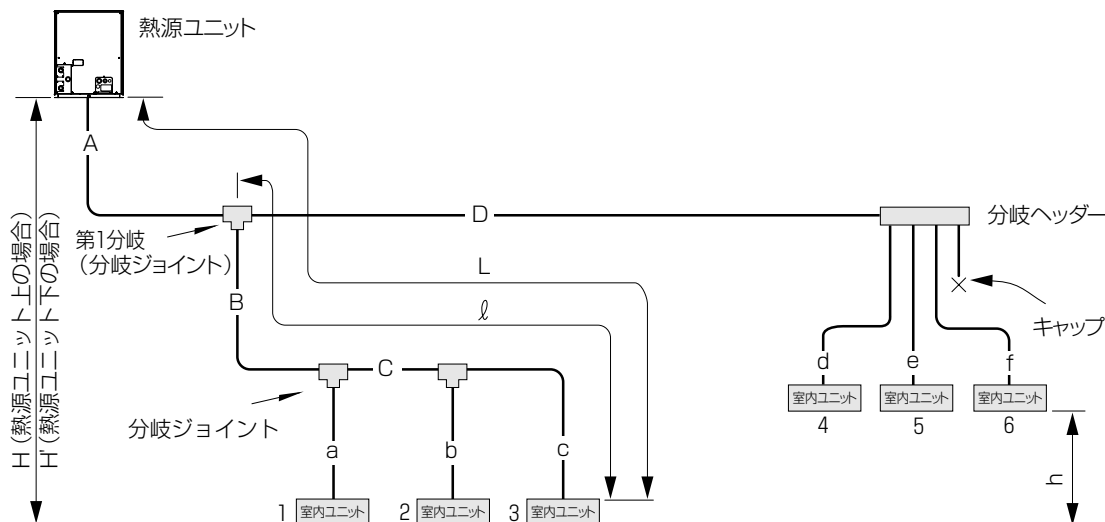 熱源ユニット
A
H(熱源ユニット上の場合)
H'(熱源ユニット下の場合)
第1分岐
(分岐ジョイント)
D
分岐ヘッダー
L
B
ℓ
キャップ
C
分岐ジョイント
d
e
f
室内ユニット
室内ユニット
室内ユニット
4
5
6
a
b
c
h
1
室内ユニット
2
室内ユニット
3
室内ユニット